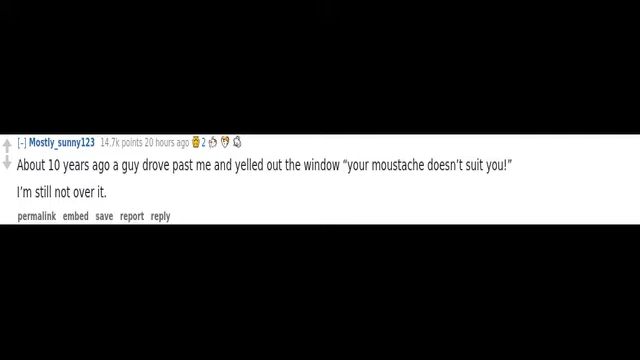 [-] Mostly_sunny123 14.7k points 20 hours ago 2
About 10 years ago a guy drove past me and yelled out the window “your moustache doesn’t suit you!”
I’m still not over it.
permalink embed save report reply